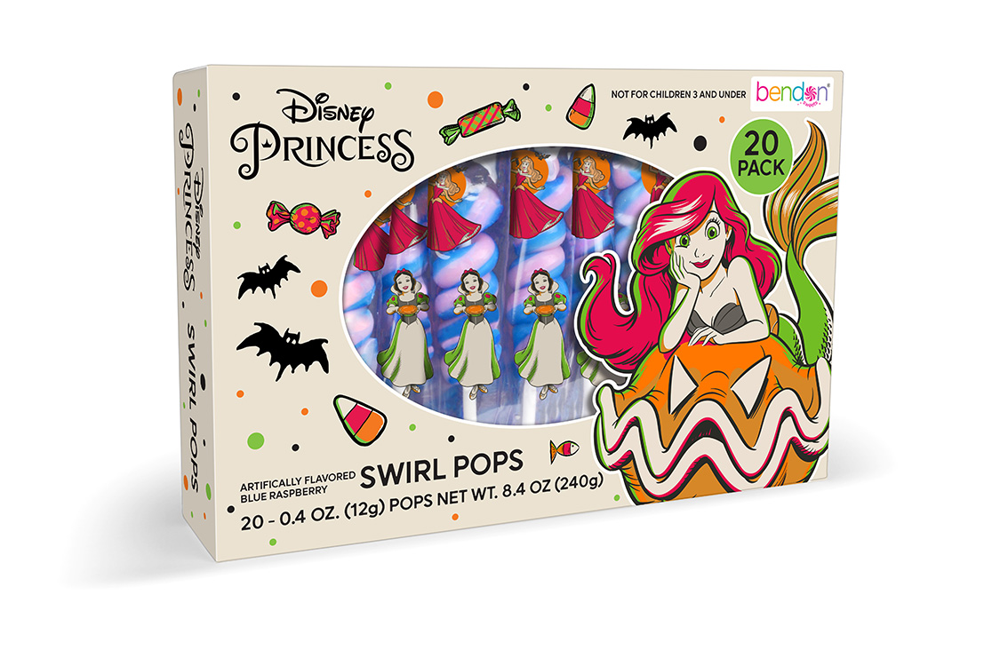 Disney
PRINCESS
NOT FOR CHILDREN 3 AND UNDER
bendon®
sweets
20
PACK
Disney
PRINCESS
SWIRL POPS
ARTIFICALLY FLAVORED
BLUE RASPBERRY
SWIRL POPS
20 - 0.4 OZ. (12g) POPS NET WT. 8.4 OZ (240g)